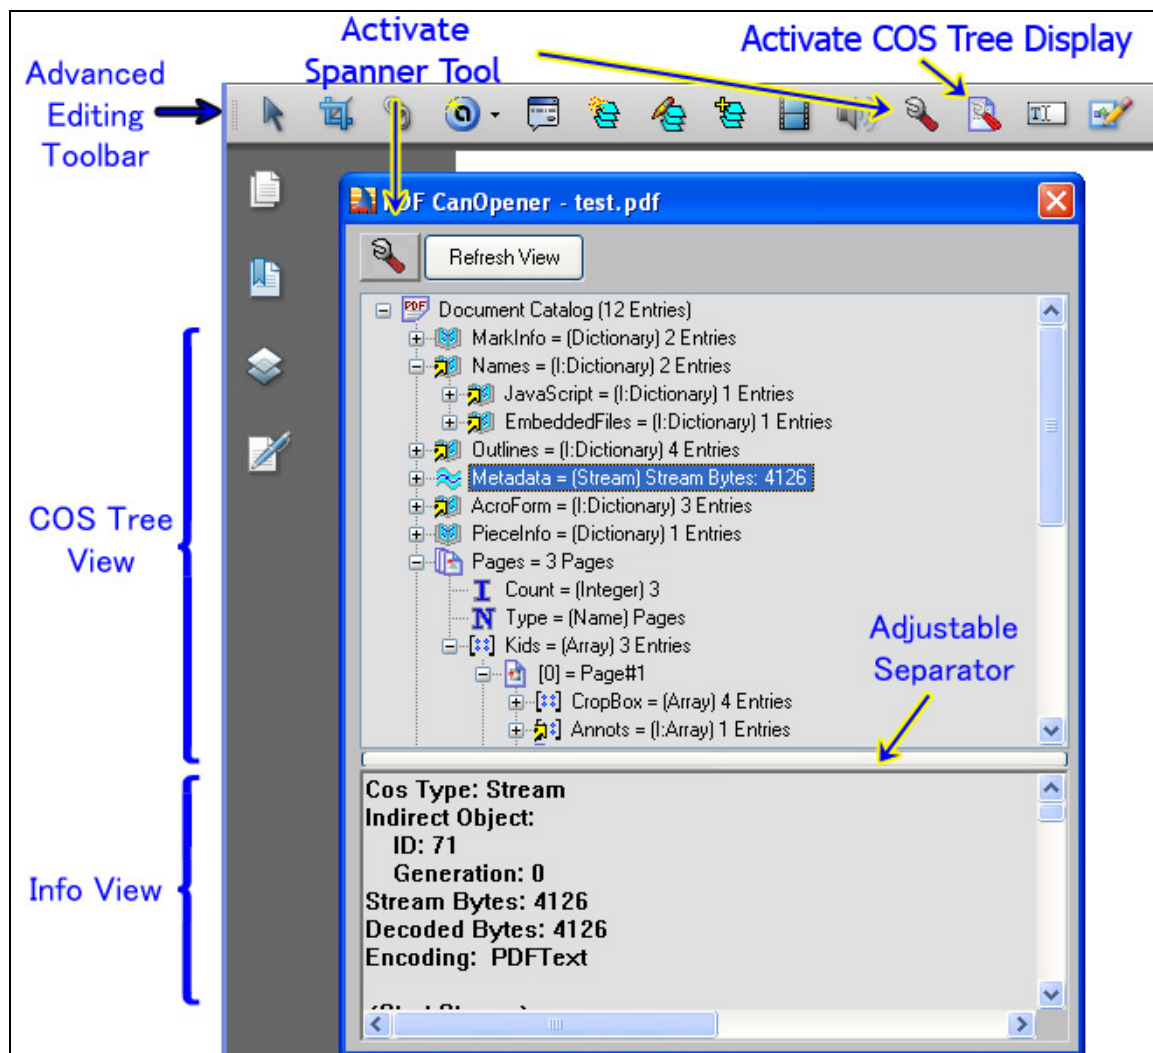 Activate
Spanner Tool
Activate COS Tree Display
Advanced
Editing
Toolbar
PDF CanOpener - test.pdf
Refresh View
PDF
Document Catalog (12 Entries)
MarkInfo = (Dictionary) 2 Entries
Names = (I:Dictionary) 2 Entries
JavaScript = (I:Dictionary) 1 Entries
EmbeddedFiles = (I:Dictionary) 1 Entries
Outlines = (I:Dictionary) 4 Entries
Metadata = (Stream) Stream Bytes: 4126
AcroForm = (I:Dictionary) 3 Entries
PieceInfo = (Dictionary) 1 Entries
Pages = 3 Pages
I Count = (Integer) 3
N Type = (Name) Pages
Kids = (Array) 3 Entries
[0] = Page#1
CropBox = (Array) 4 Entries
Annots = (I:Array) 1 Entries
COS Tree
View
Adjustable
Separator
Info View
Cos Type: Stream
Indirect Object:
ID: 71
Generation: 0
Stream Bytes: 4126
Decoded Bytes: 4126
Encoding: PDFText